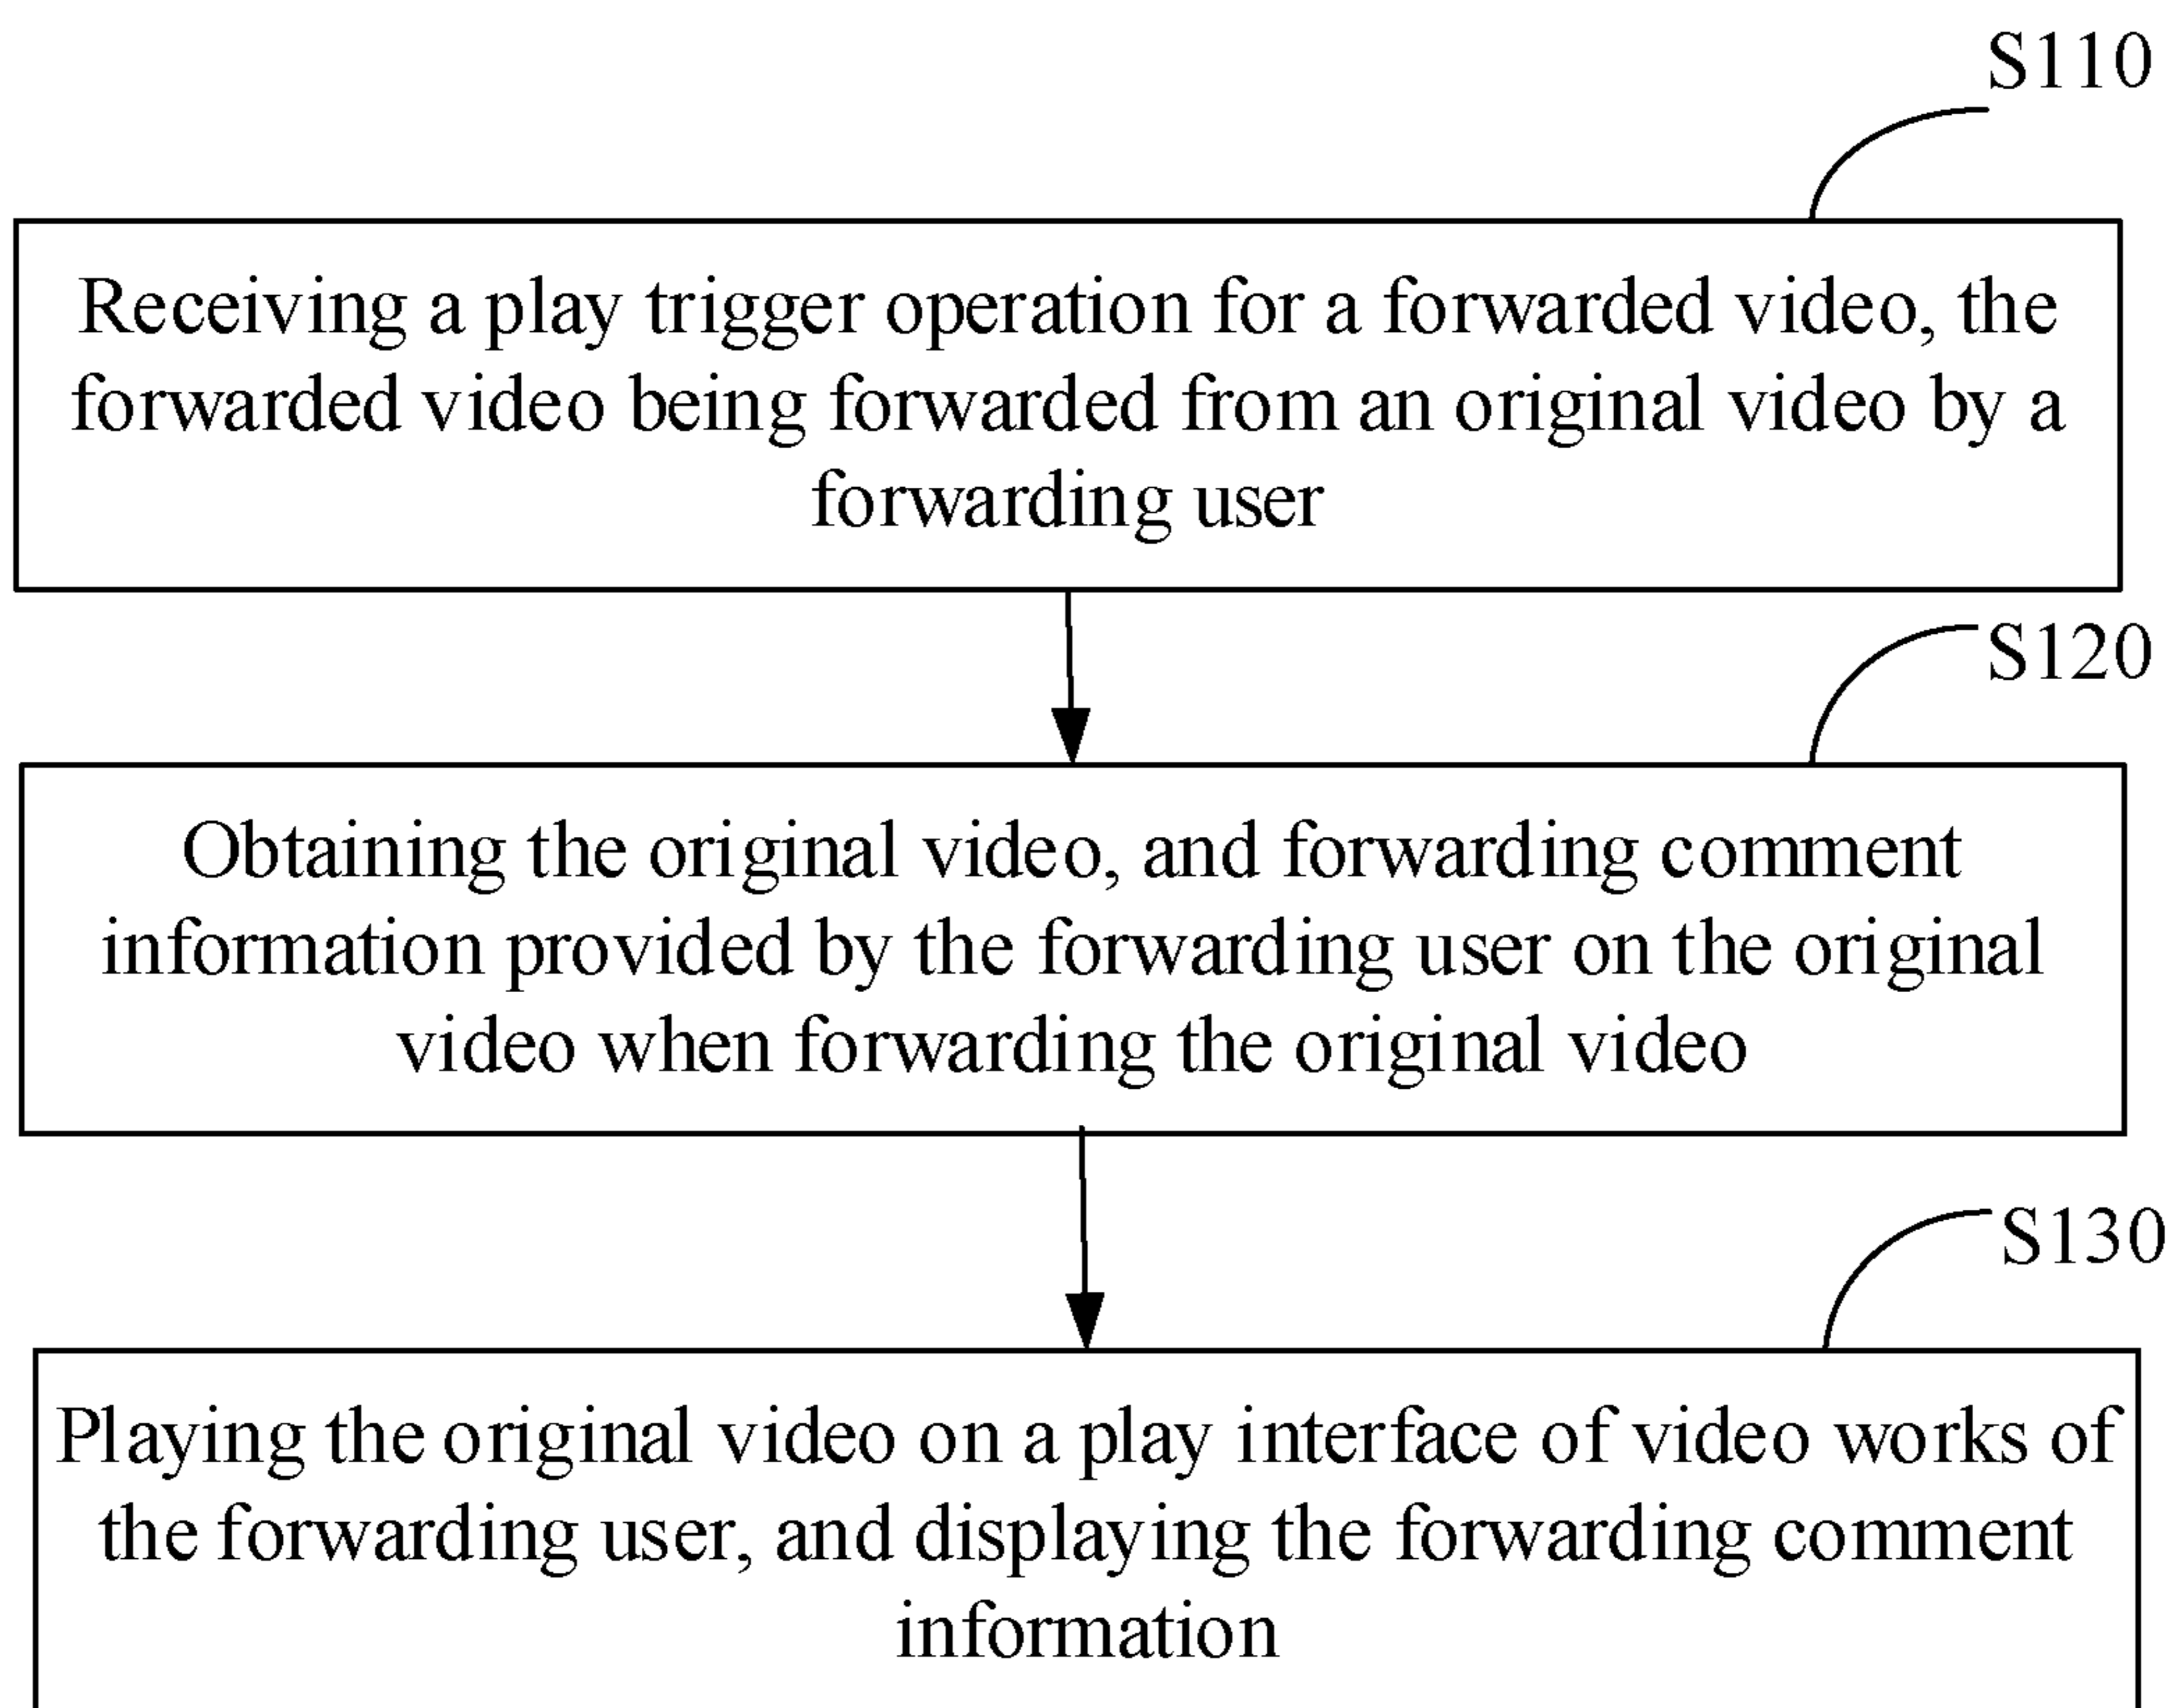 S110
Receiving a play trigger operation for a forwarded video, the
forwarded video being forwarded from an original video by a
forwarding user
S120
Obtaining the original video, and forwarding comment
information provided by the forwarding user on the original
video when forwarding the original video
S130
Playing the original video on a play interface of video works of
the forwarding user, and displaying the forwarding comment
information